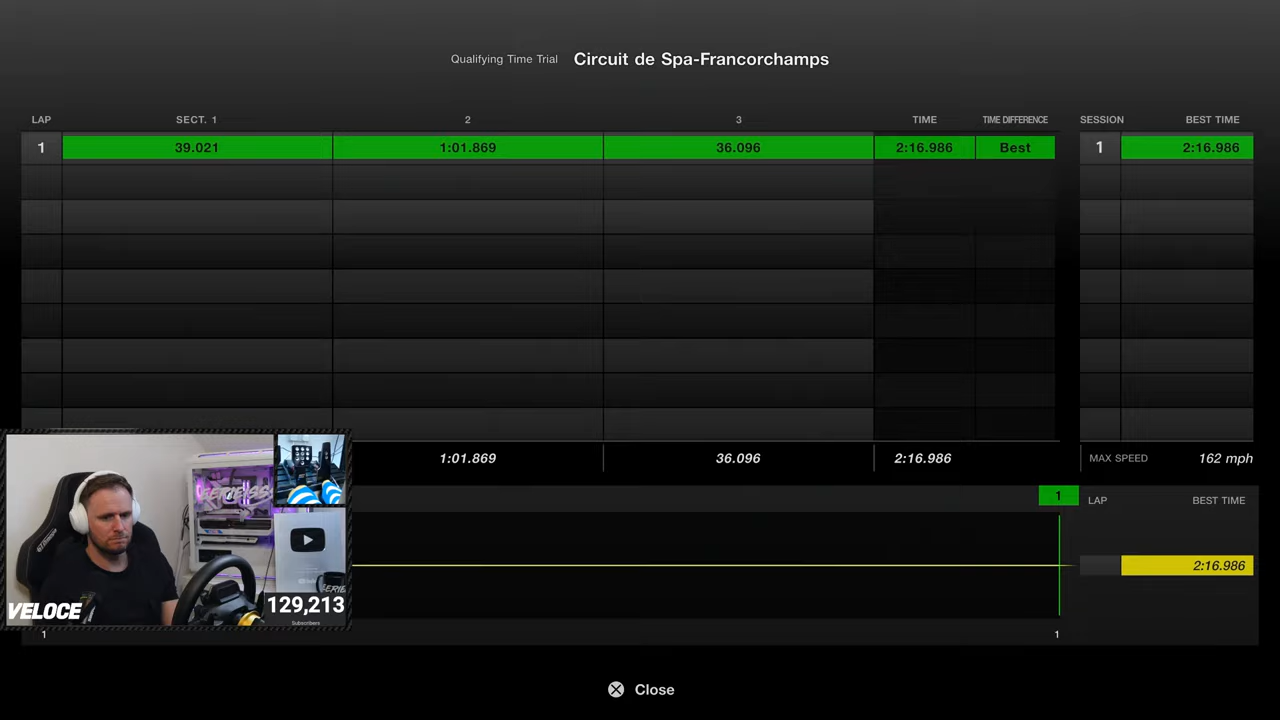 Qualifying Time Trial Circuit de Spa-Francorchamps
LAP SECT. 1 2 3 TIME TIME DIFFERENCE SESSION BEST TIME
1 39.021 1:01.869 36.096 2:16.986 Best 1 2:16.986
1:01.869 36.096 2:16.986 MAX SPEED 162 mph
1 LAP BEST TIME
2:16.986
VELOCE
129,213
Subscribers
1 1
Close